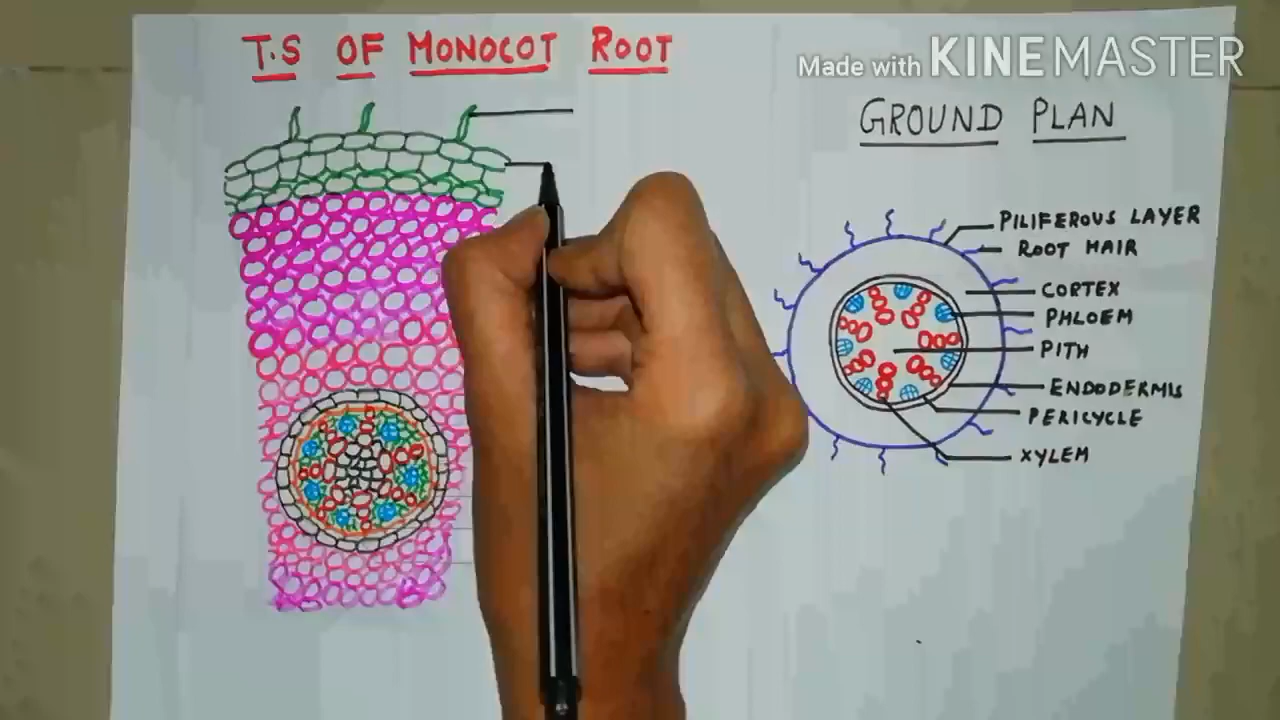 T.S OF MONOCOT ROOT
Made with KINEMASTER
GROUND PLAN
PILIFEROUS LAYER
ROOT HAIR
CORTEX
PHLOEM
PITH
ENDODERMIS
PERICYCLE
XYLEM